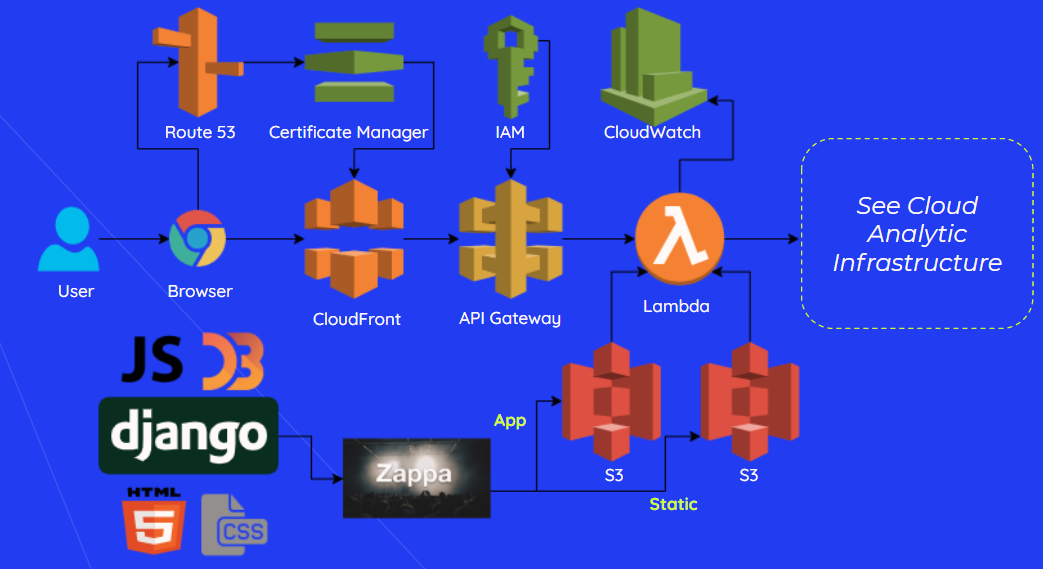 Route 53
Certificate Manager
IAM
CloudWatch
See Cloud
Analytic
Infrastructure
User
Browser
CloudFront
API Gateway
λ
Lambda
JS
D3
django
HTML
5
CSS
Zappa
App
S3
S3
Static